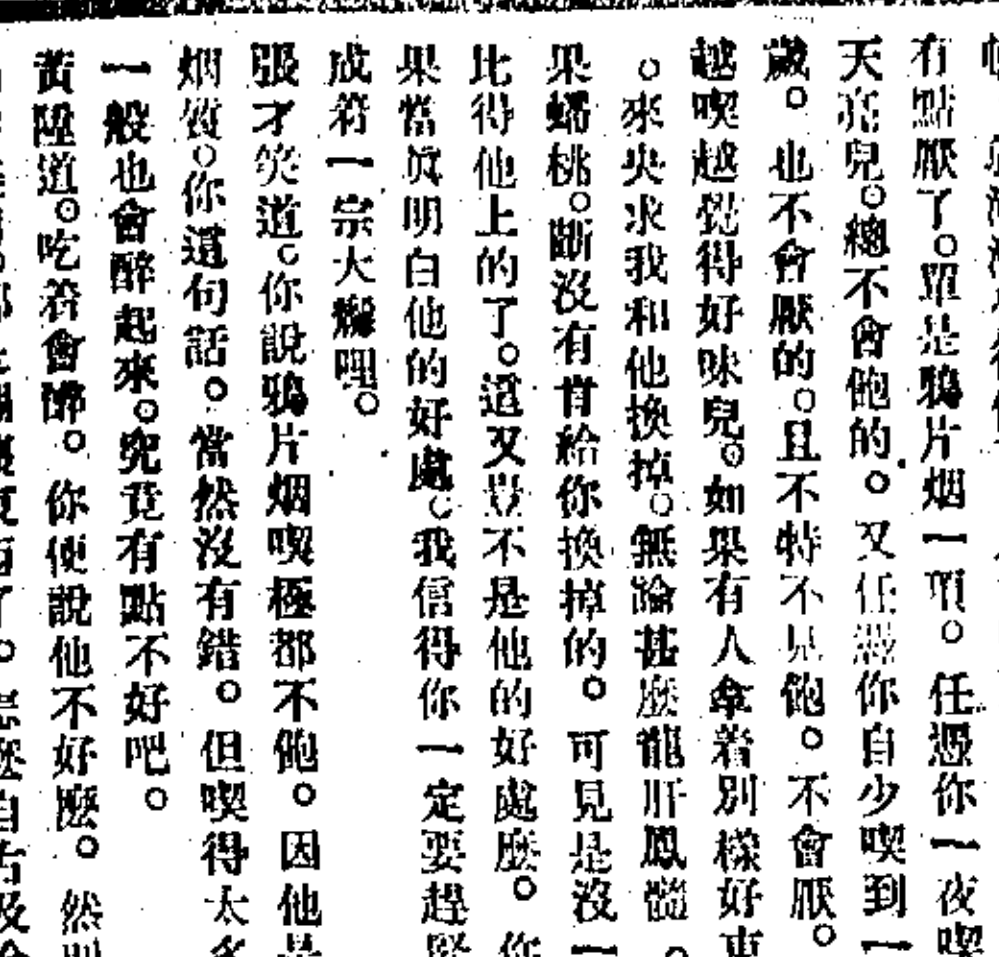 有點厭了。單是鴉片烟一項。任憑你一夜喫
天亮兒。總不會飽的。又任憑你自少喫到一
歲。也不會厭的。且不特不見飽。不會厭。
越喫越覺得好味兒。如果有人拿着別樣好東
。來央求我和他換掉。無論甚麼龍肝鳳髓。
果蟠桃。斷沒有肯給你換掉的。可見是沒一
比得他上的了。這又豈不是他的好處麼。你
果當眞明白他的好處。我信得你一定要趕緊
成着一宗大癮哩。
張才笑道。你說鴉片烟喫極都不飽。因他是
烟質。你這句話。當然沒有錯。但喫得太多
一般也會醉起來。究竟有點不好吧。
黃陞道。吃着會醉。你便說他不好麼。然則